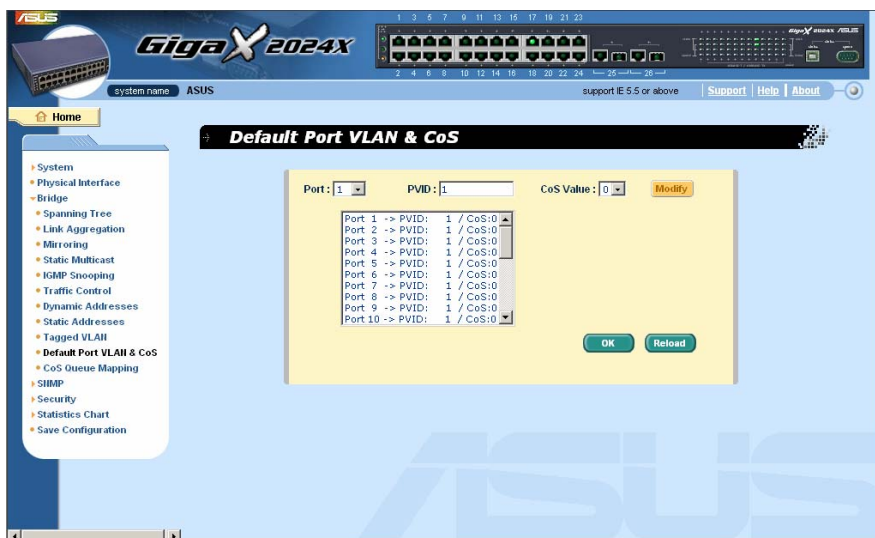 ASUS
GigaX 2024X
1 3 5 7 9 11 13 15 17 19 21 23
2 4 6 8 10 12 14 16 18 20 22 24 25 26
GigaX 2024X ASUS
system name ASUS
support IE 5.5 or above
Support | Help | About
Home
Default Port VLAN & CoS
System
Physical Interface
Bridge
Spanning Tree
Link Aggregation
Mirroring
Static Multicast
IGMP Snooping
Traffic Control
Dynamic Addresses
Static Addresses
Tagged VLAN
Default Port VLAN & CoS
CoS Queue Mapping
SNMP
Security
Statistics Chart
Save Configuration
Port : 1 PVID : 1 CoS Value : 0 Modify
Port 1 -> PVID: 1 / CoS:0
Port 2 -> PVID: 1 / CoS:0
Port 3 -> PVID: 1 / CoS:0
Port 4 -> PVID: 1 / CoS:0
Port 5 -> PVID: 1 / CoS:0
Port 6 -> PVID: 1 / CoS:0
Port 7 -> PVID: 1 / CoS:0
Port 8 -> PVID: 1 / CoS:0
Port 9 -> PVID: 1 / CoS:0
Port 10 -> PVID: 1 / CoS:0
OK Reload
ASUS